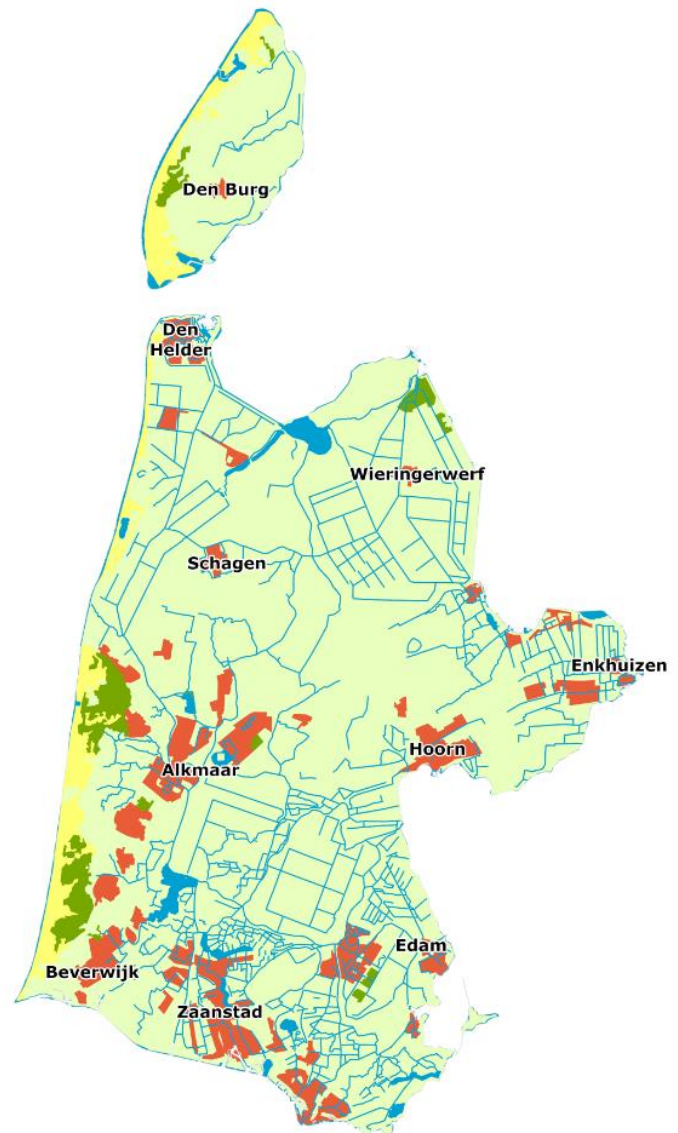 Den Burg
Den
Helder
Wieringerwerf
Schagen
Enkhuizen
Hoorn
Alkmaar
Edam
Beverwijk
Zaanstad